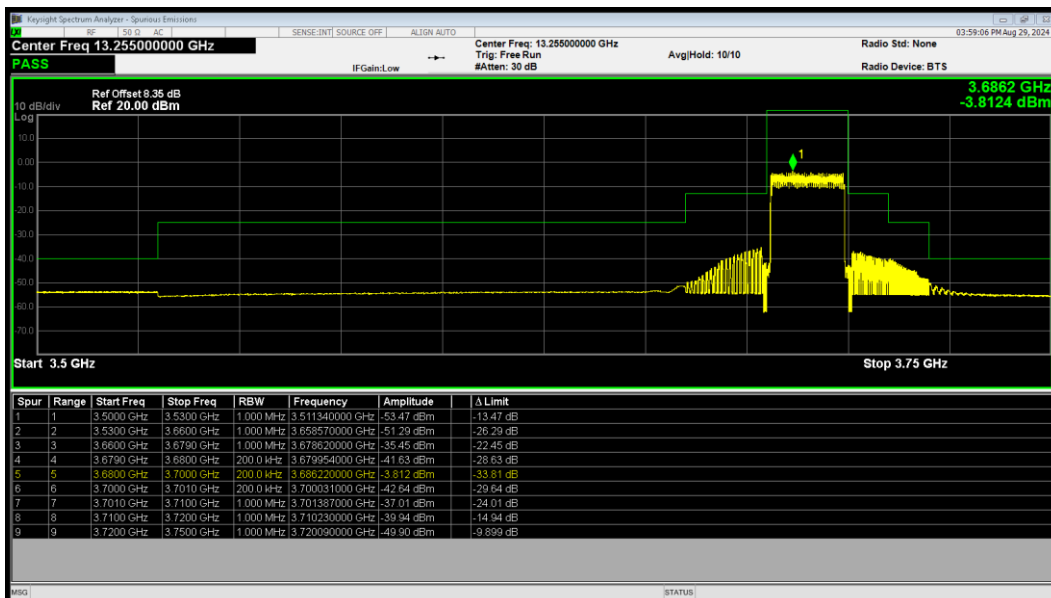 Keysight Spectrum Analyzer - Spurious Emissions
RF 50 Ω AC SENSE:INT SOURCE OFF ALIGN AUTO 03:59:06 PM Aug 29, 2024
Center Freq 13.255000000 GHz Center Freq: 13.255000000 GHz Radio Std: None
Trig: Free Run Avg|Hold: 10/10
PASS IFGain:Low #Atten: 30 dB Radio Device: BTS
3.6862 GHz
-3.8124 dBm
Ref Offset 8.35 dB
10 dB/div Ref 20.00 dBm
Log
10.0
0.00
-10.0
-20.0
-30.0
-40.0
-50.0
-60.0
-70.0
1
Start 3.5 GHz Stop 3.75 GHz
Spur Range Start Freq Stop Freq RBW Frequency Amplitude Δ Limit
1 1 3.5000 GHz 3.5300 GHz 1.000 MHz 3.511340000 GHz -53.47 dBm -13.47 dB
2 2 3.5300 GHz 3.6600 GHz 1.000 MHz 3.658570000 GHz -51.29 dBm -26.29 dB
3 3 3.6600 GHz 3.6790 GHz 1.000 MHz 3.678620000 GHz -35.45 dBm -22.45 dB
4 4 3.6790 GHz 3.6800 GHz 200.0 kHz 3.679954000 GHz -41.63 dBm -28.63 dB
5 5 3.6800 GHz 3.7000 GHz 200.0 kHz 3.686220000 GHz -3.812 dBm -33.81 dB
6 6 3.7000 GHz 3.7010 GHz 200.0 kHz 3.700031000 GHz -42.64 dBm -29.64 dB
7 7 3.7010 GHz 3.7100 GHz 1.000 MHz 3.701387000 GHz -37.01 dBm -24.01 dB
8 8 3.7100 GHz 3.7200 GHz 1.000 MHz 3.710230000 GHz -39.94 dBm -14.94 dB
9 9 3.7200 GHz 3.7500 GHz 1.000 MHz 3.720090000 GHz -49.90 dBm -9.899 dB
MSG STATUS